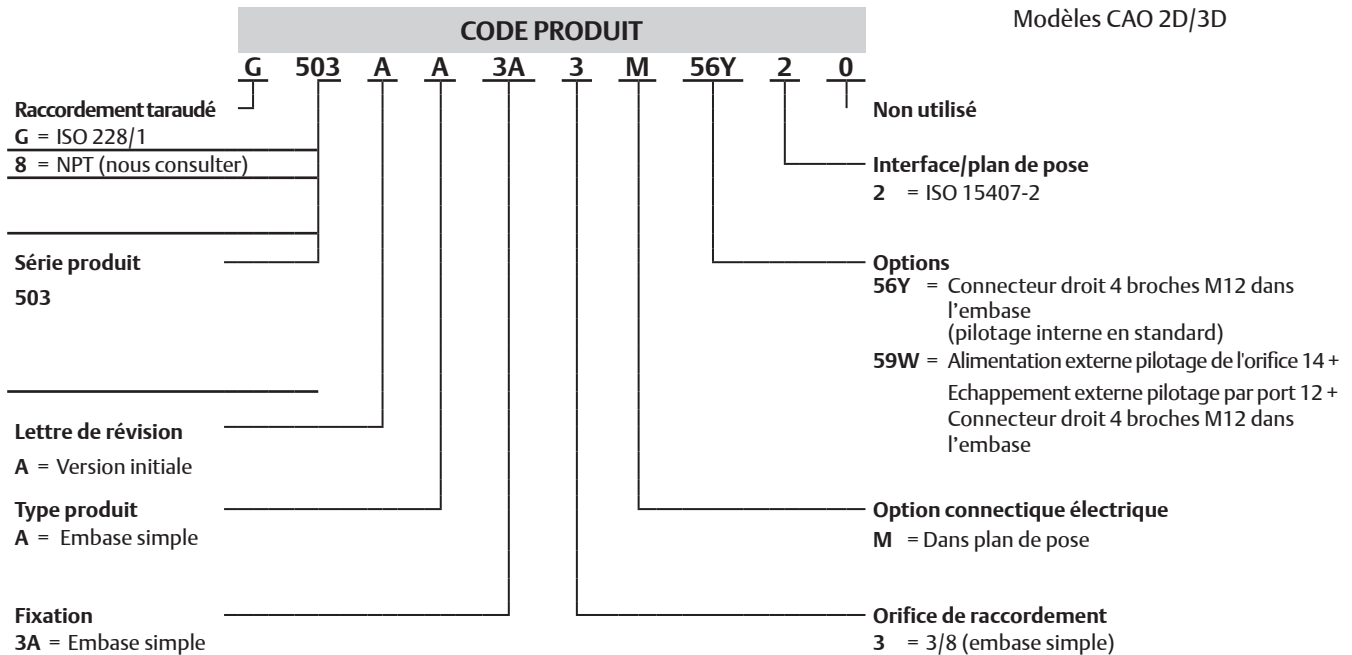 Modèles CAO 2D/3D
CODE PRODUIT
G 503 A A 3A 3 M 56Y 2 0
Raccordement taraudé
G = ISO 228/1
8 = NPT (nous consulter)
Série produit
503
Lettre de révision
A = Version initiale
Type produit
A = Embase simple
Fixation
3A = Embase simple
Non utilisé
Interface/plan de pose
2 = ISO 15407-2
Options
56Y = Connecteur droit 4 broches M12 dans
l’embase
(pilotage interne en standard)
59W = Alimentation externe pilotage de l'orifice 14 +
Echappement externe pilotage par port 12 +
Connecteur droit 4 broches M12 dans
l’embase
Option connectique électrique
M = Dans plan de pose
Orifice de raccordement
3 = 3/8 (embase simple)